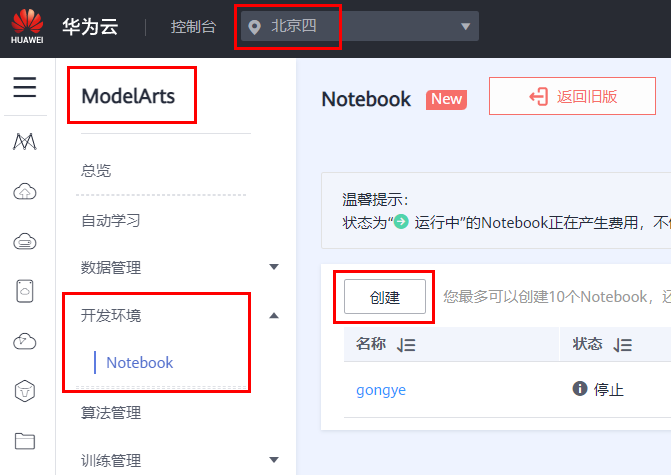 HUAWEI
华为云
控制台
北京四
ModelArts
总览
自动学习
数据管理
开发环境
Notebook
算法管理
训练管理
Notebook New 返回旧版
温馨提示：
状态为“ 运行中”的Notebook正在产生费用，不
创建 您最多可以创建10个Notebook，还
名称 状态
gongye 停止